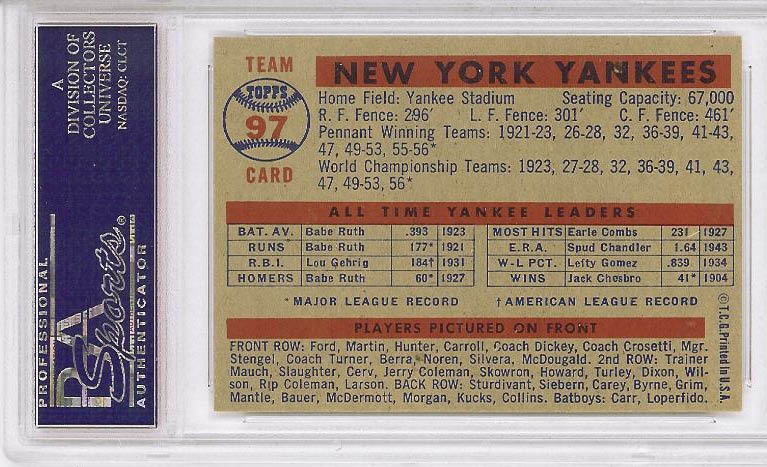 A
DIVISION OF
COLLECTORS
UNIVERSE
NASDAQ: CLCT
PROFESSIONAL
PSA
Sports®
AUTHENTICATOR
TEAM
TOPPS
97
CARD
NEW YORK YANKEES
Home Field: Yankee Stadium Seating Capacity: 67,000
R. F. Fence: 296′ L. F. Fence: 301′ C. F. Fence: 461′
Pennant Winning Teams: 1921-23, 26-28, 32, 36-39, 41-43,
47, 49-53, 55-56*
World Championship Teams: 1923, 27-28, 32, 36-39, 41, 43,
47, 49-53, 56*
ALL TIME YANKEE LEADERS
BAT. AV. Babe Ruth .393 1923 MOST HITS Earle Combs 231 1927
RUNS Babe Ruth 177* 1921 E.R.A. Spud Chandler 1.64 1943
R.B.I. Lou Gehrig 184† 1931 W-L PCT. Lefty Gomez .839 1934
HOMERS Babe Ruth 60* 1927 WINS Jack Chesbro 41* 1904
*MAJOR LEAGUE RECORD †AMERICAN LEAGUE RECORD
PLAYERS PICTURED ON FRONT
FRONT ROW: Ford, Martin, Hunter, Carroll, Coach Dickey, Coach Crosetti, Mgr.
Stengel, Coach Turner, Berra, Noren, Silvera, McDougald. 2ND ROW: Trainer
Mauch, Slaughter, Cerv, Jerry Coleman, Skowron, Howard, Turley, Dixon, Wil-
son, Rip Coleman, Larson. BACK ROW: Sturdivant, Siebern, Carey, Byrne, Grim,
Mantle, Bauer, McDermott, Morgan, Kucks, Collins. Batboys: Carr, Loperfido.
© T.C.G. Printed in U.S.A.